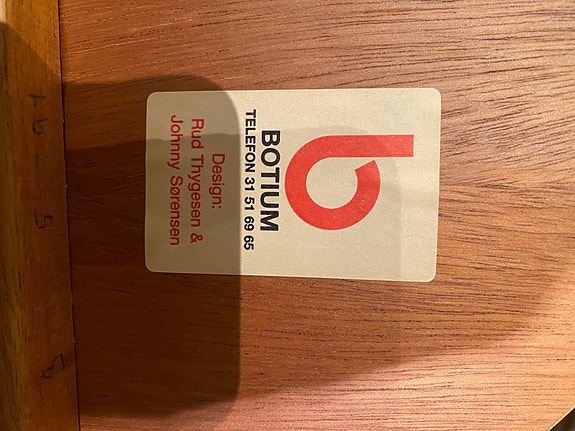 b
BOTIUM
TELEFON 31 51 69 65
Design:
Rud Thygesen &
Johnny Sørensen